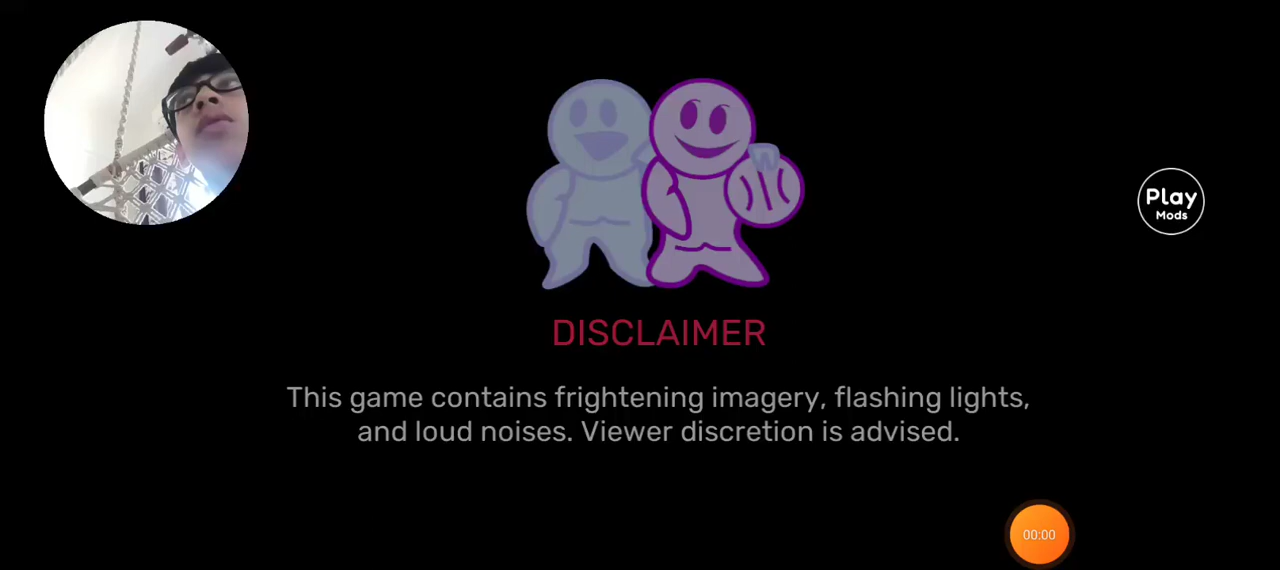 Play
Mods
DISCLAIMER
This game contains frightening imagery, flashing lights,
and loud noises. Viewer discretion is advised.
00:00